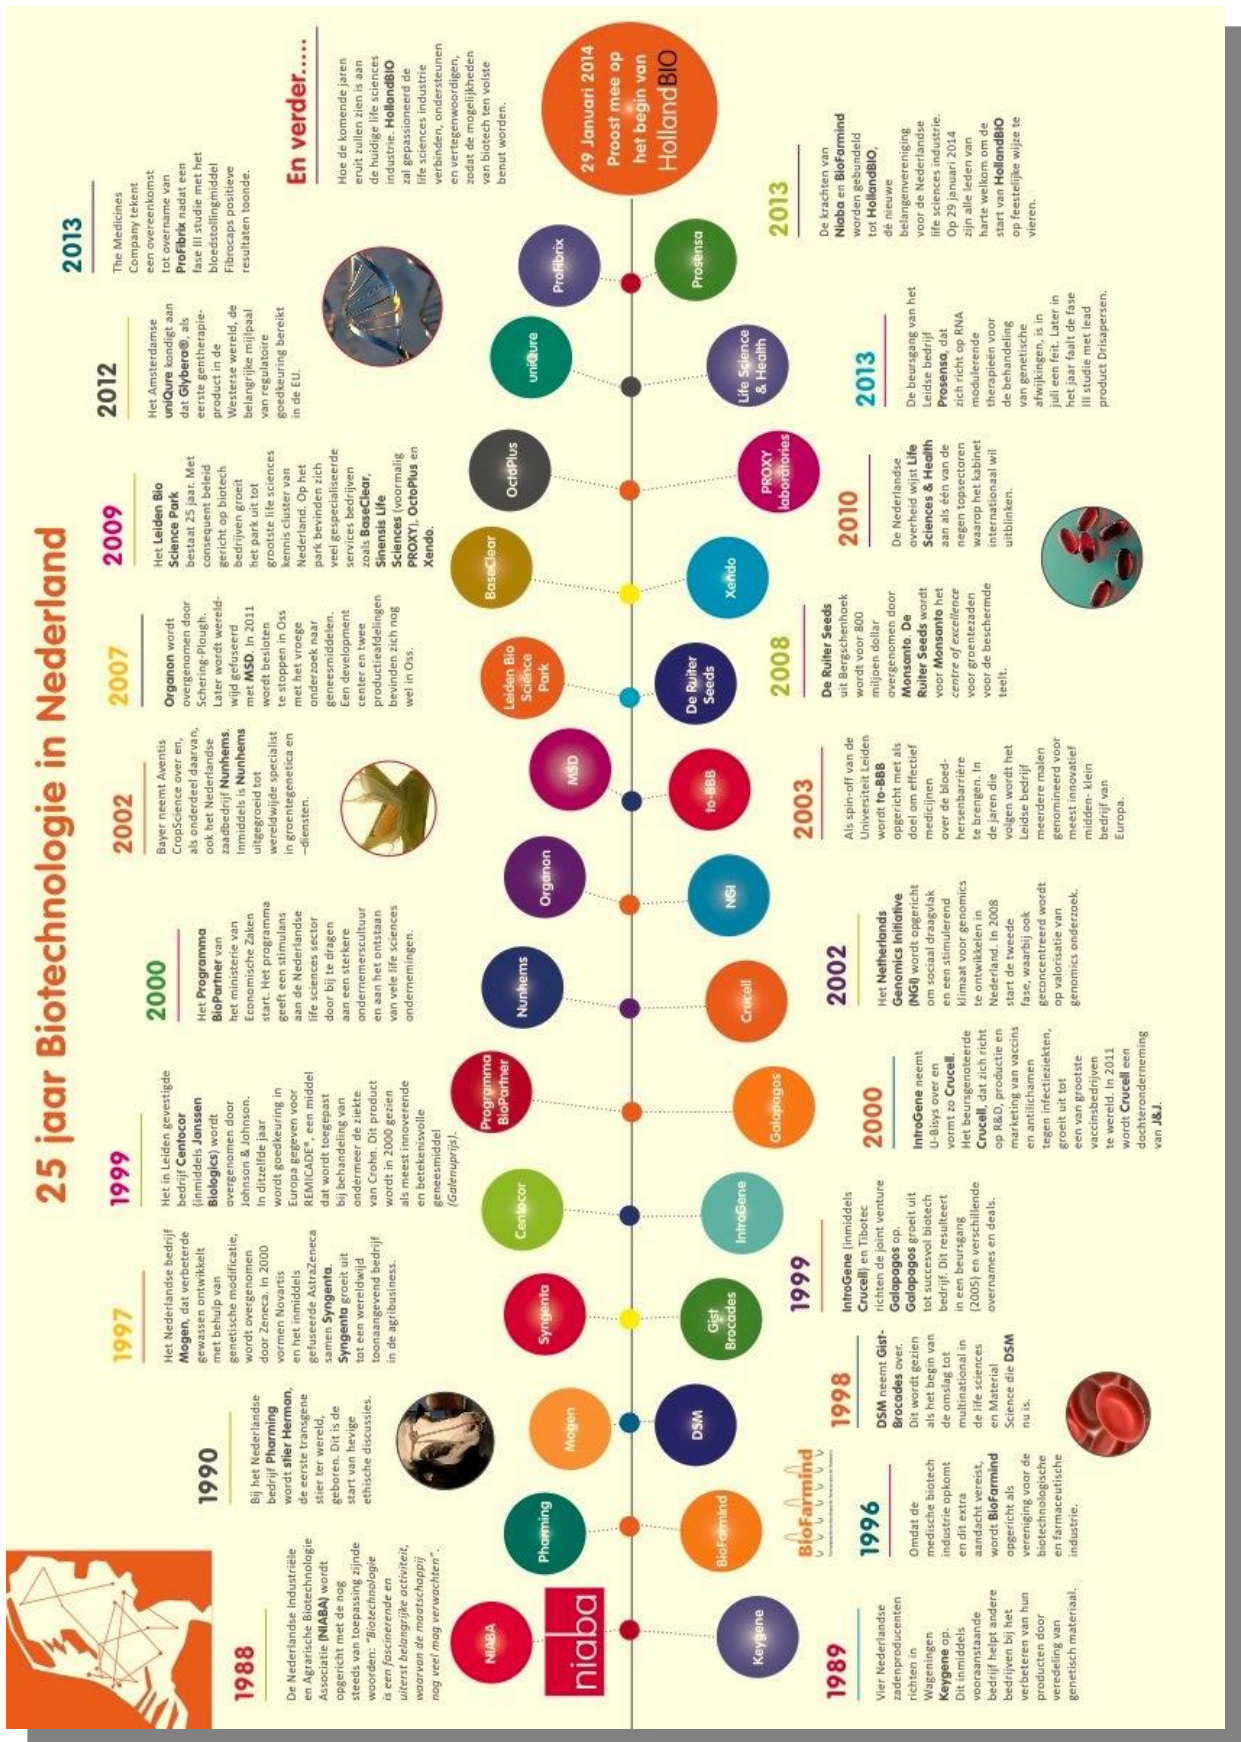 25 jaar Biotechnologie in Nederland
1988
De Nederlandse Industriële
en Agrarische Biotechnologie
Associatie (NIABA) wordt
opgericht met de nog
steeds van toepassing zijnde
woorden: "Biotechnologie
is een fascinerende en
uiterst belangrijke activiteit,
waarvan de maatschappij
nog veel mag verwachten".
1990
Bij het Nederlandse
bedrijf Pharming
wordt stier Herman,
de eerste transgene
stier ter wereld,
geboren. Dit is de
start van hevige
ethische discussies.
1997
Het Nederlandse bedrijf
Mogen, dat verbeterde
gewassen ontwikkelt
met behulp van
genetische modificatie,
wordt overgenomen
door Zeneca. In 2000
vormen Novartis
en het inmiddels
gefuseerde AstraZeneca
samen Syngenta.
Syngenta groeit uit
tot een wereldwijd
toonaangevend bedrijf
in de agribusiness.
1999
Het in Leiden gevestigde
bedrijf Centocor
(inmiddels Janssen
Biologics) wordt
overgenomen door
Johnson & Johnson.
In ditzelfde jaar
wordt goedkeuring in
Europa gegeven voor
REMICADE®, een middel
dat wordt toegepast
bij behandeling van
ondermeer de ziekte
van Crohn. Dit product
wordt in 2000 gezien
als meest innoverende
en betekenisvolle
geneesmiddel
(Galenuprijs).
2000
Het Programma
BioPartner van
het ministerie van
Economische Zaken
start. Het programma
geeft een stimulans
aan de Nederlandse
life sciences sector
door bij te dragen
aan een sterkere
ondernemerscultuur
en aan het ontstaan
van vele life sciences
ondernemingen.
2002
Bayer neemt Aventis
CropScience over en,
als onderdeel daarvan,
ook het Nederlandse
zaadbedrijf Nunhems.
Inmiddels is Nunhems
uitgegroeid tot
wereldwijde specialist
in groentegenetica en
–diensten.
2007
Organon wordt
overgenomen door
Schering-Plough.
Later wordt wereld-
wijd gefuseerd
met MSD. In 2011
wordt besloten
te stoppen in Oss
met het vroege
onderzoek naar
geneesmiddelen.
Een development
center en twee
productieafdelingen
bevinden zich nog
wel in Oss.
2009
Het Leiden Bio
Science Park
bestaat 25 jaar. Met
consequent beleid
gericht op biotech
bedrijven groeit
het park uit tot
grootste life sciences
kennis cluster van
Nederland. Op het
park bevinden zich
veel gespecialiseerde
services bedrijven
zoals BaseClear,
Sinensis Life
Sciences (voormalig
PROXY), OctoPlus en
Xendo.
2012
Het Amsterdamse
uniQure kondigt aan
dat Glybera®, als
eerste gentherapie-
product in de
Westerse wereld, de
belangrijke mijlpaal
van regulatoire
goedkeuring bereikt
in de EU.
2013
The Medicines
Company tekent
een overeenkomst
tot overname van
ProFibrix nadat een
fase III studie met het
bloedstollingmiddel
Fibrocaps positieve
resultaten toonde.
En verder.....
Hoe de komende jaren
eruit zullen zien is aan
de huidige life sciences
industrie. HollandBIO
zal gepassioneerd de
life sciences industrie
verbinden, ondersteunen
en vertegenwoordigen,
zodat de mogelijkheden
van biotech ten volste
benut worden.
NIABA
niaba
Pharming
Mogen
Syngenta
Centocor
Programma
BioPartner
Nunhems
Organon
MSD
Leiden Bio
Science
Park
BaseClear
OctoPlus
uniQure
ProFibrix
29 Januari 2014
Proost mee op
het begin van
HollandBIO
Keygene
BioFarmind
DSM
Gist
Brocades
IntroGene
Galapagos
Crucell
NGI
to-BBB
De Ruiter
Seeds
Xendo
PROXY
laboratories
Life Science
& Health
Prosensa
BioFarmind
1989
Vier Nederlandse
zadenproducenten
richten in
Wageningen
Keygene op.
Dit inmiddels
vooraanstaande
bedrijf helpt andere
bedrijven bij het
verbeteren van hun
producten door
veredeling van
genetisch materiaal.
1996
Omdat de
medische biotech
industrie opkomt
en dit extra
aandacht vereist,
wordt BioFarmind
opgericht als
vereniging voor de
biotechnologische
en farmaceutische
industrie.
1998
DSM neemt Gist-
Brocades over.
Dit wordt gezien
als het begin van
de omslag tot
multinational in
de life sciences
en Material
Science die DSM
nu is.
1999
IntroGene (inmiddels
Crucell) en Tibotec
richten de joint venture
Galapagos op.
Galapagos groeit uit
tot succesvol biotech
bedrijf. Dit resulteert
in een beursgang
(2005) en verschillende
overnames en deals.
2000
IntroGene neemt
U-Bisys over en
vormt zo Crucell.
Het beursgenoteerde
Crucell, dat zich richt
op R&D, productie en
marketing van vaccins
en antilichamen
tegen infectieziekten,
groeit uit tot
een van grootste
vaccinsbedrijven
te wereld. In 2011
wordt Crucell een
dochteronderneming
van J&J.
2002
Het Netherlands
Genomics Initiative
(NGI) wordt opgericht
om sociaal draagvlak
en een stimulerend
klimaat voor genomics
te ontwikkelen in
Nederland. In 2008
start de tweede
fase, waarbij ook
geconcentreerd wordt
op valorisatie van
genomics onderzoek.
2003
Als spin-off van de
Universiteit Leiden
wordt to-BBB
opgericht met als
doel om effectief
medicijnen
over de bloed-
hersenbarrière
te brengen. In
de jaren die
volgen wordt het
Leidse bedrijf
meerdere malen
genomineerd voor
meest innovatief
midden- klein
bedrijf van
Europa.
2008
De Ruiter Seeds
uit Bergschenhoek
wordt voor 800
miljoen dollar
overgenomen door
Monsanto. De
Ruiter Seeds wordt
voor Monsanto het
centre of excellence
voor groentezaden
voor de beschermde
teelt.
2010
De Nederlandse
overheid wijst Life
Sciences & Health
aan als één van de
negen topsectoren
waarop het kabinet
internationaal wil
uitblinken.
2013
De beursgang van het
Leidse bedrijf
Prosensa, dat
zich richt op RNA
modulerende
therapieën voor
de behandeling
van genetische
afwijkingen, is in
juli een feit. Later in
het jaar faalt de fase
III studie met lead
product Drisapersen.
2013
De krachten van
Niaba en BioFarmind
worden gebundeld
tot HollandBIO,
dé nieuwe
belangenvereniging
voor de Nederlandse
life sciences industrie.
Op 29 januari 2014
zijn alle leden van
harte welkom om de
start van HollandBIO
op feestelijke wijze te
vieren.